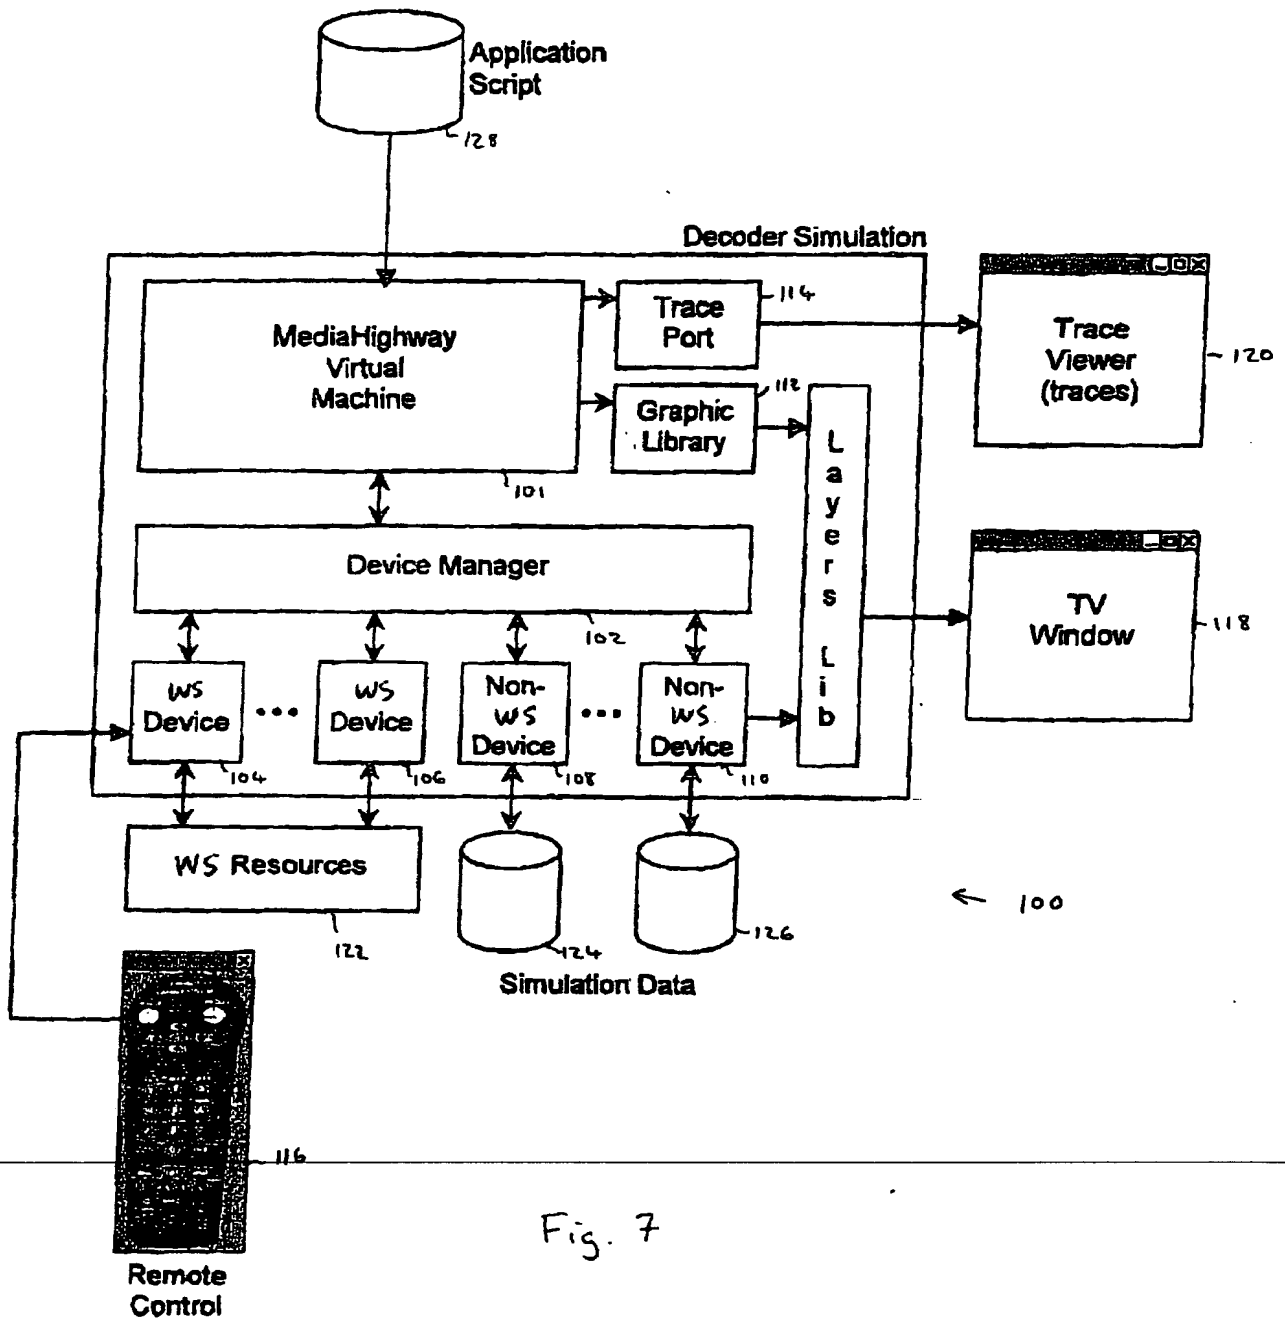 Application
Script
128
Decoder Simulation
MediaHighway
Virtual
Machine
101
Trace
Port
114
Graphic
Library
112
Layers Lib
Trace
Viewer
(traces)
120
Device Manager
102
TV
Window
118
WS
Device
104
WS
Device
106
Non-
WS
Device
108
Non-
WS
Device
110
WS Resources
122
124
126
Simulation Data
100
116
Remote
Control
Fig. 7